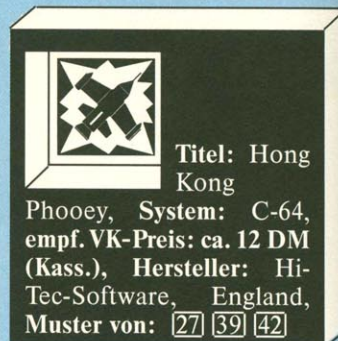 Titel: Hong
Kong
Phooey, System: C-64,
empf. VK-Preis: ca. 12 DM
(Kass.), Hersteller: Hi-
Tec-Software, England,
Muster von: 27 39 42